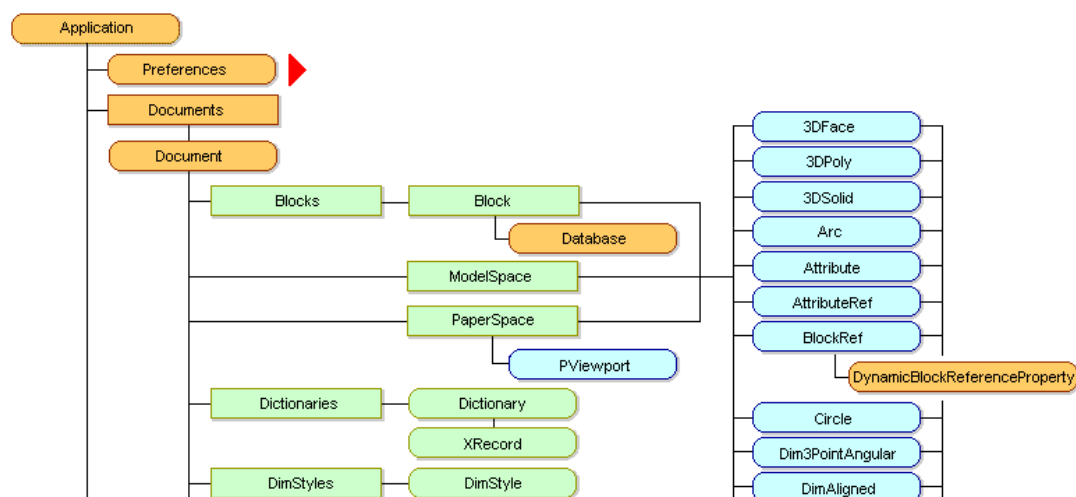 Application
Preferences
Documents
Document
Blocks
Block
Database
ModelSpace
PaperSpace
PViewport
Dictionaries
Dictionary
XRecord
DimStyles
DimStyle
3DFace
3DPoly
3DSolid
Arc
Attribute
AttributeRef
BlockRef
DynamicBlockReferenceProperty
Circle
Dim3PointAngular
DimAligned